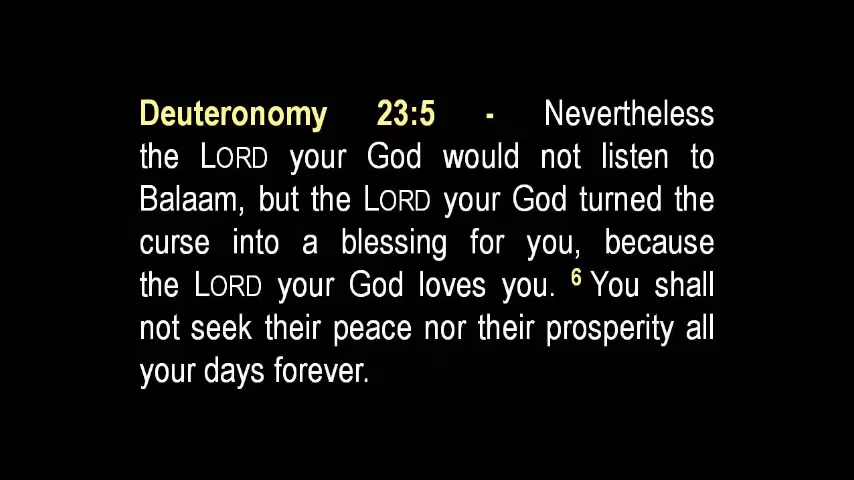 Deuteronomy 23:5 - Nevertheless
the LORD your God would not listen to
Balaam, but the LORD your God turned the
curse into a blessing for you, because
the LORD your God loves you. 6 You shall
not seek their peace nor their prosperity all
your days forever.